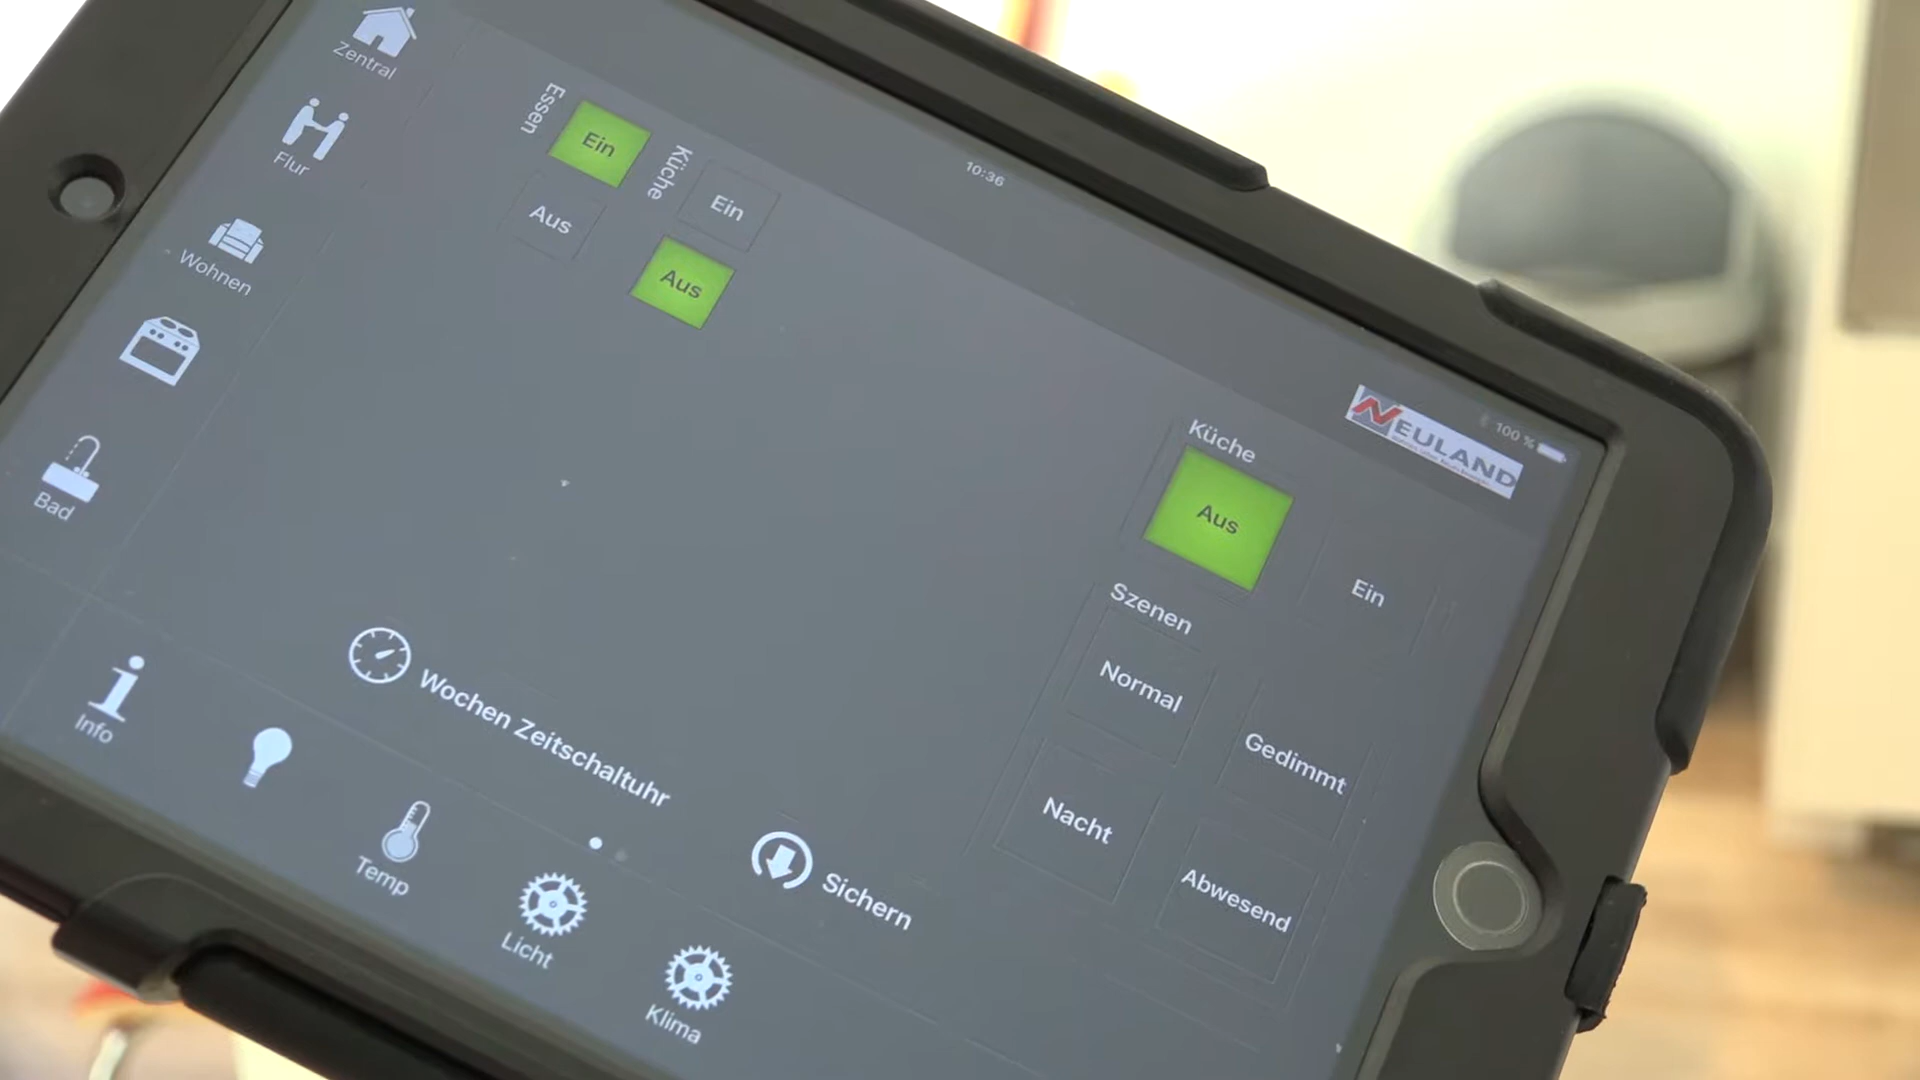 Zentral
Flur
Wohnen
Bad
Essen
Ein
Aus
Küche
Ein
Aus
10:36
NEULAND
100 %
Küche
Aus
Ein
Szenen
Normal
Gedimmt
Nacht
Abwesend
Wochen Zeitschaltuhr
Sichern
Info
Temp
Licht
Klima